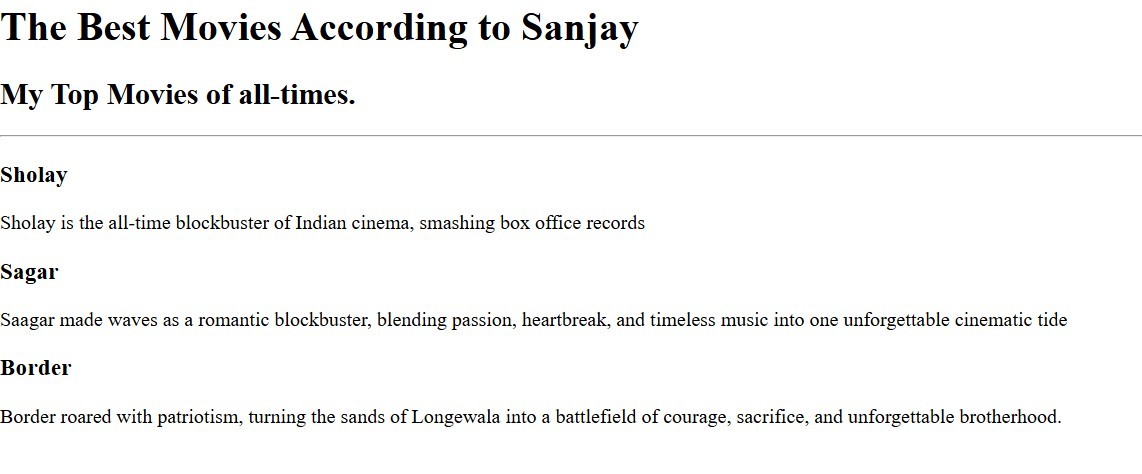 The Best Movies According to Sanjay
My Top Movies of all-times.
Sholay
Sholay is the all-time blockbuster of Indian cinema, smashing box office records
Sagar
Saagar made waves as a romantic blockbuster, blending passion, heartbreak, and timeless music into one unforgettable cinematic tide
Border
Border roared with patriotism, turning the sands of Longewala into a battlefield of courage, sacrifice, and unforgettable brotherhood.